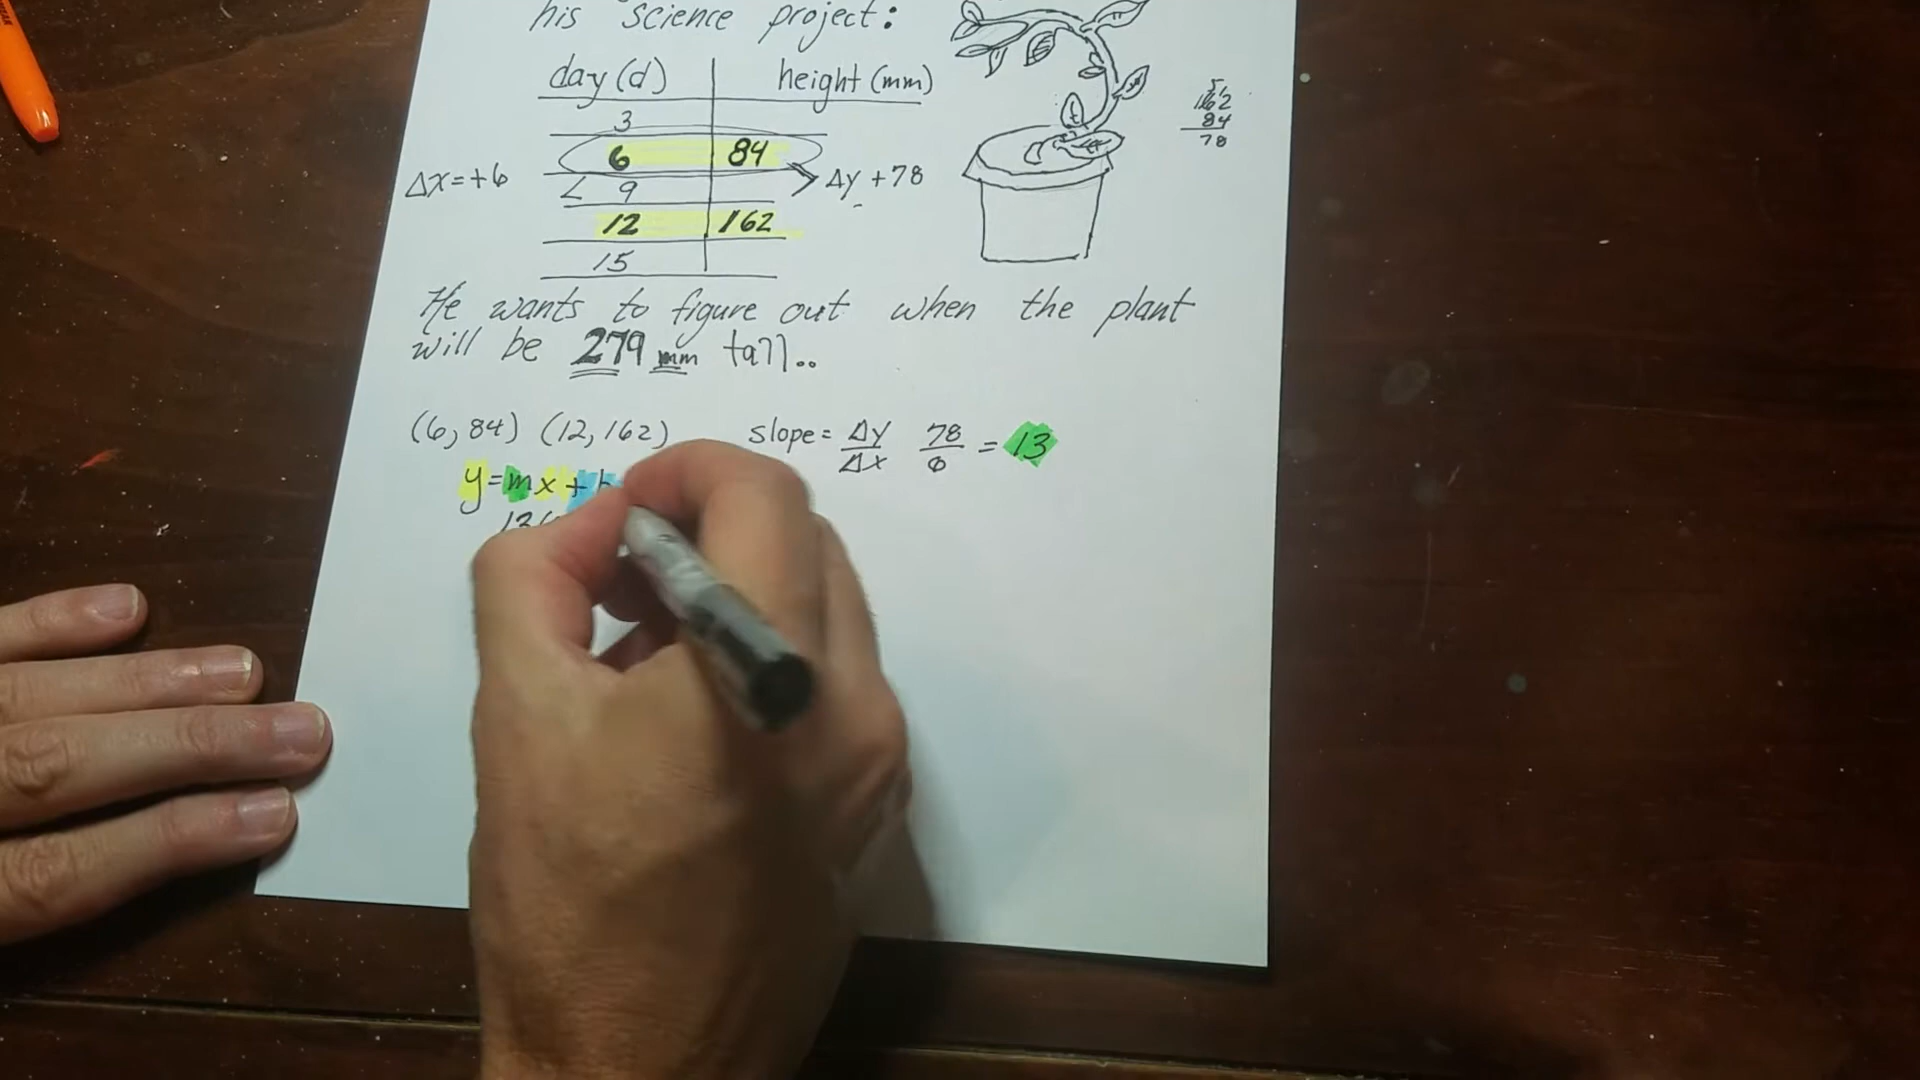 his science project:
day (d) height (mm)
3
6 84
Δx=+6 9 Δy +78
12 162
15
162
84
78
He wants to figure out when the plant
will be 279 mm tall..
(6, 84) (12, 162) slope = Δy/Δx 78/6 = 13
y=mx+b